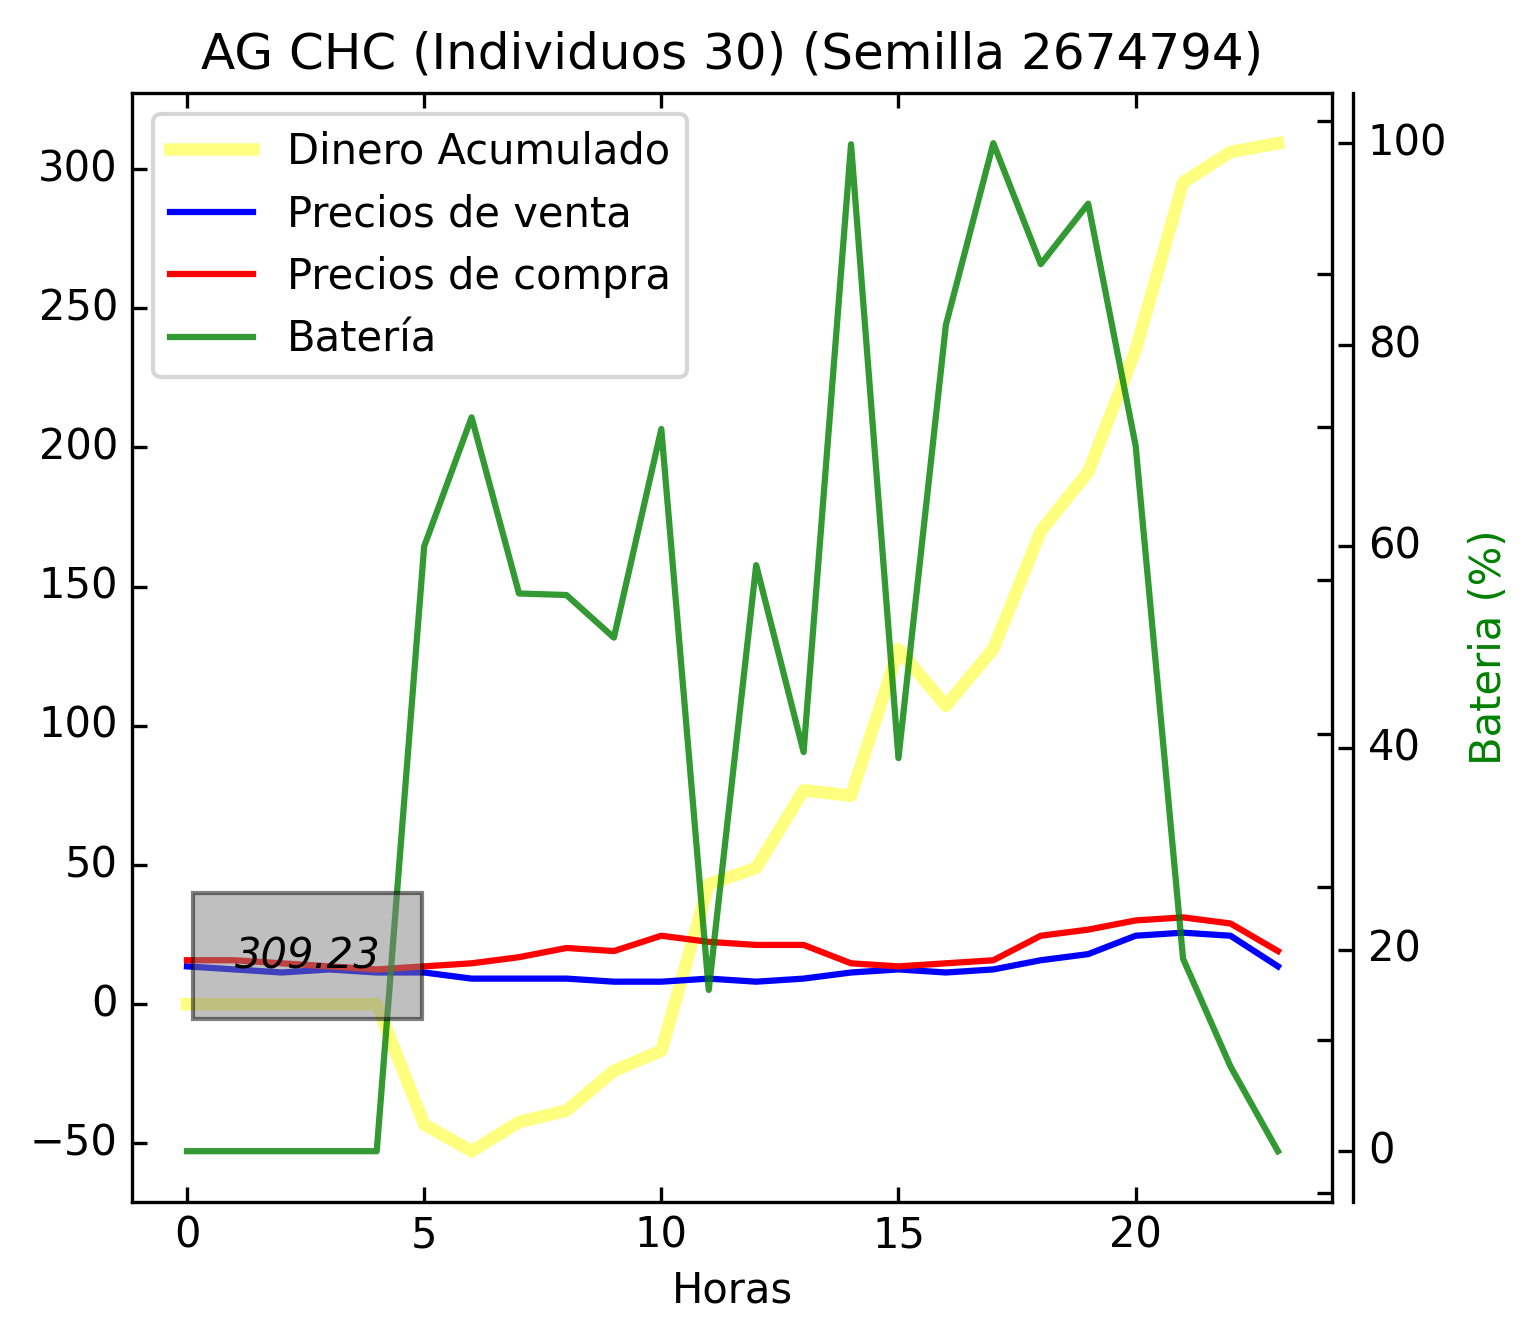 AG CHC (Individuos 30) (Semilla 2674794)
Dinero Acumulado
Precios de venta
Precios de compra
Batería
300
250
200
150
100
50
0
−50
309.23
100
80
60
40
20
0
Bateria (%)
0 5 10 15 20
Horas